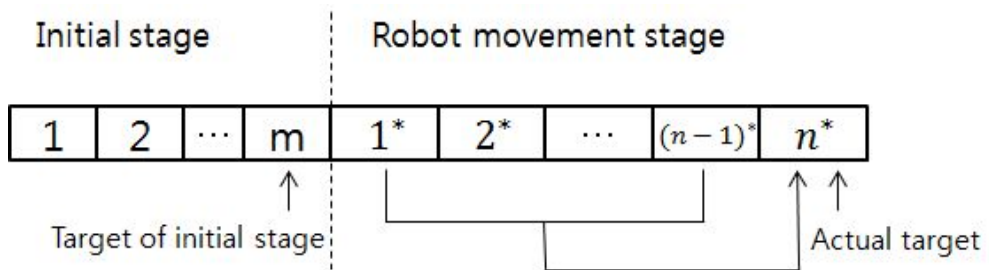 Initial stage Robot movement stage
1 2 ⋯ m 1* 2* ⋯ (n − 1)* n*
Target of initial stage Actual target